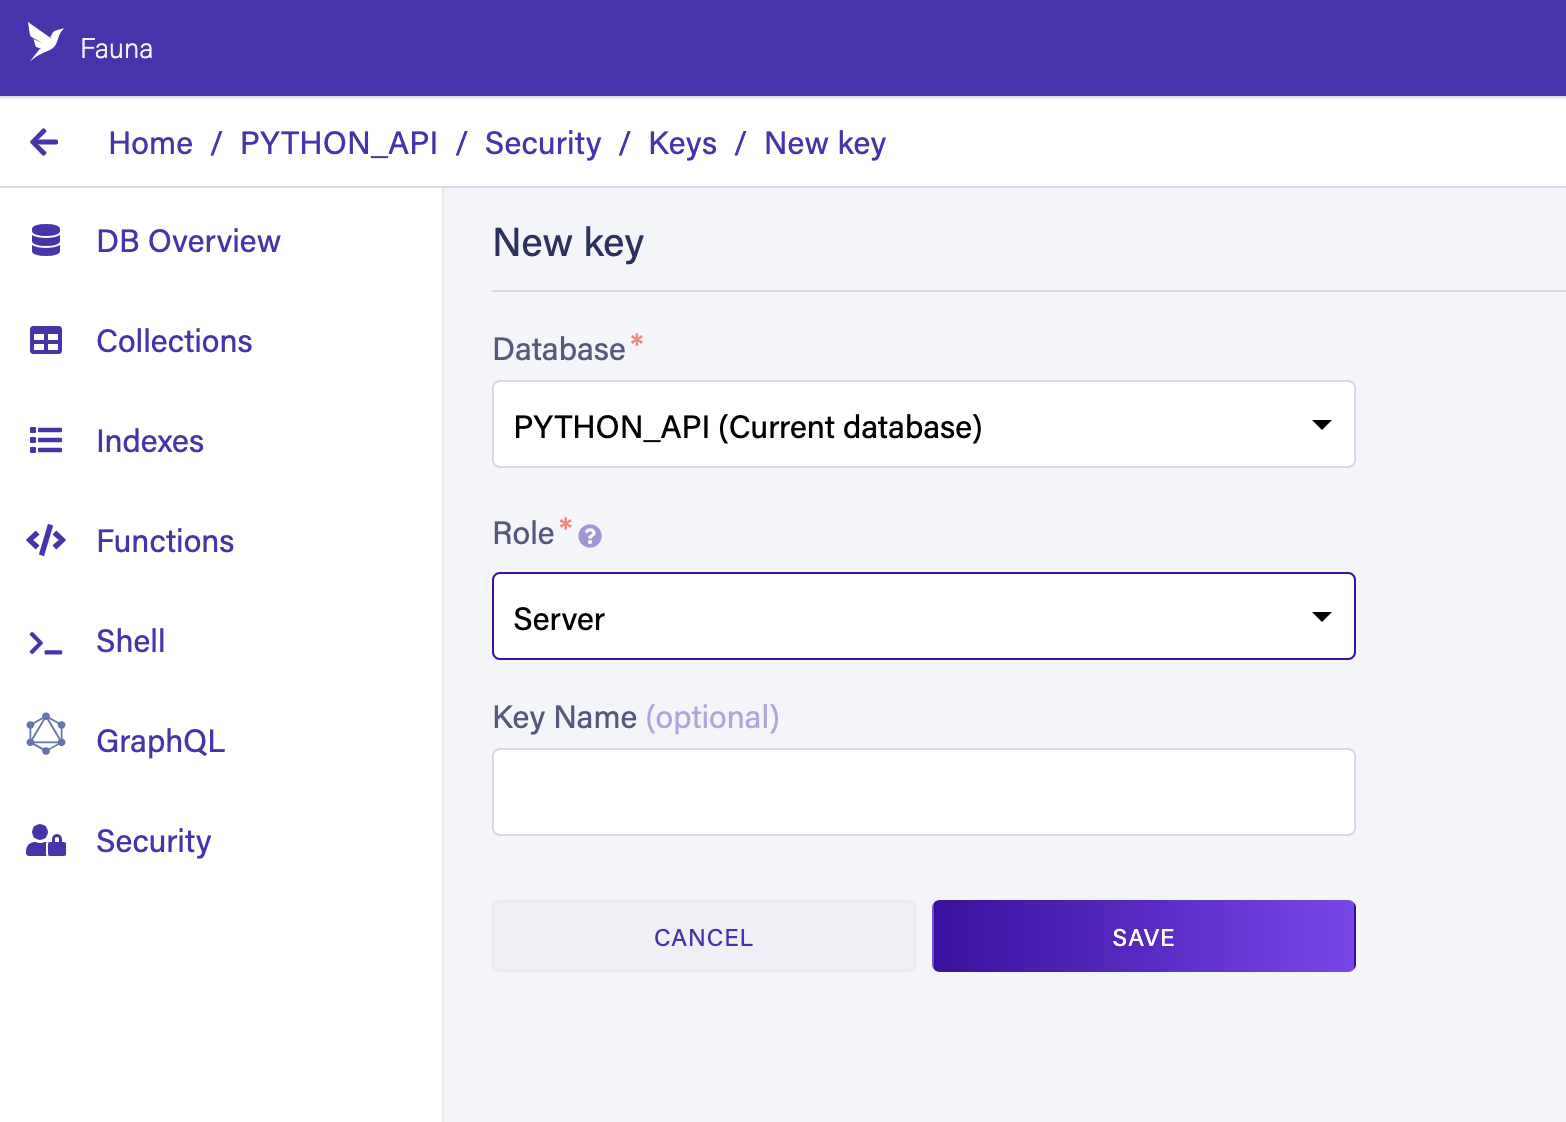 Fauna
Home / PYTHON_API / Security / Keys / New key
DB Overview
Collections
Indexes
Functions
Shell
GraphQL
Security
New key
Database *
PYTHON_API (Current database)
Role * ?
Server
Key Name (optional)
CANCEL
SAVE